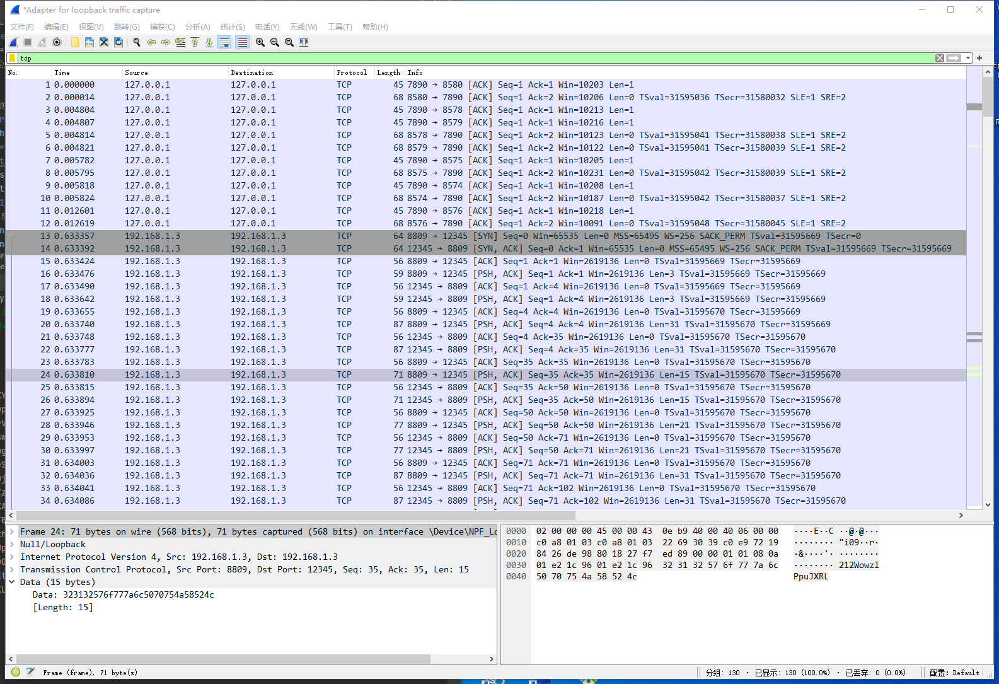 *Adapter for loopback traffic capture
文件(F) 编辑(E) 视图(V) 跳转(G) 捕获(C) 分析(A) 统计(S) 电话(Y) 无线(W) 工具(T) 帮助(H)
tcp
No. Time Source Destination Protocol Length Info
1 0.000000 127.0.0.1 127.0.0.1 TCP 45 7890 → 8580 [ACK] Seq=1 Ack=1 Win=10203 Len=1
2 0.000014 127.0.0.1 127.0.0.1 TCP 68 8580 → 7890 [ACK] Seq=1 Ack=2 Win=10206 Len=0 TSval=31595036 TSecr=31580032 SLE=1 SRE=2
3 0.004804 127.0.0.1 127.0.0.1 TCP 45 7890 → 8578 [ACK] Seq=1 Ack=1 Win=10213 Len=1
4 0.004807 127.0.0.1 127.0.0.1 TCP 45 7890 → 8579 [ACK] Seq=1 Ack=1 Win=10216 Len=1
5 0.004814 127.0.0.1 127.0.0.1 TCP 68 8578 → 7890 [ACK] Seq=1 Ack=2 Win=10123 Len=0 TSval=31595041 TSecr=31580038 SLE=1 SRE=2
6 0.004821 127.0.0.1 127.0.0.1 TCP 68 8579 → 7890 [ACK] Seq=1 Ack=2 Win=10122 Len=0 TSval=31595041 TSecr=31580039 SLE=1 SRE=2
7 0.005782 127.0.0.1 127.0.0.1 TCP 45 7890 → 8575 [ACK] Seq=1 Ack=1 Win=10205 Len=1
8 0.005795 127.0.0.1 127.0.0.1 TCP 68 8575 → 7890 [ACK] Seq=1 Ack=2 Win=10231 Len=0 TSval=31595042 TSecr=31580039 SLE=1 SRE=2
9 0.005818 127.0.0.1 127.0.0.1 TCP 45 7890 → 8574 [ACK] Seq=1 Ack=1 Win=10208 Len=1
10 0.005824 127.0.0.1 127.0.0.1 TCP 68 8574 → 7890 [ACK] Seq=1 Ack=2 Win=10187 Len=0 TSval=31595042 TSecr=31580037 SLE=1 SRE=2
11 0.012601 127.0.0.1 127.0.0.1 TCP 45 7890 → 8576 [ACK] Seq=1 Ack=1 Win=10218 Len=1
12 0.012619 127.0.0.1 127.0.0.1 TCP 68 8576 → 7890 [ACK] Seq=1 Ack=2 Win=10091 Len=0 TSval=31595048 TSecr=31580045 SLE=1 SRE=2
13 0.633357 192.168.1.3 192.168.1.3 TCP 64 8809 → 12345 [SYN] Seq=0 Win=65535 Len=0 MSS=65495 WS=256 SACK_PERM TSval=31595669 TSecr=0
14 0.633392 192.168.1.3 192.168.1.3 TCP 64 12345 → 8809 [SYN, ACK] Seq=0 Ack=1 Win=65535 Len=0 MSS=65495 WS=256 SACK_PERM TSval=31595669 TSecr=31595669
15 0.633424 192.168.1.3 192.168.1.3 TCP 56 8809 → 12345 [ACK] Seq=1 Ack=1 Win=2619136 Len=0 TSval=31595669 TSecr=31595669
16 0.633476 192.168.1.3 192.168.1.3 TCP 59 8809 → 12345 [PSH, ACK] Seq=1 Ack=1 Win=2619136 Len=3 TSval=31595669 TSecr=31595669
17 0.633490 192.168.1.3 192.168.1.3 TCP 56 12345 → 8809 [ACK] Seq=1 Ack=4 Win=2619136 Len=0 TSval=31595669 TSecr=31595669
18 0.633642 192.168.1.3 192.168.1.3 TCP 59 12345 → 8809 [PSH, ACK] Seq=1 Ack=4 Win=2619136 Len=3 TSval=31595669 TSecr=31595669
19 0.633655 192.168.1.3 192.168.1.3 TCP 56 8809 → 12345 [ACK] Seq=4 Ack=4 Win=2619136 Len=0 TSval=31595670 TSecr=31595669
20 0.633740 192.168.1.3 192.168.1.3 TCP 87 8809 → 12345 [PSH, ACK] Seq=4 Ack=4 Win=2619136 Len=31 TSval=31595670 TSecr=31595669
21 0.633748 192.168.1.3 192.168.1.3 TCP 56 12345 → 8809 [ACK] Seq=4 Ack=35 Win=2619136 Len=0 TSval=31595670 TSecr=31595670
22 0.633777 192.168.1.3 192.168.1.3 TCP 87 12345 → 8809 [PSH, ACK] Seq=4 Ack=35 Win=2619136 Len=31 TSval=31595670 TSecr=31595670
23 0.633783 192.168.1.3 192.168.1.3 TCP 56 8809 → 12345 [ACK] Seq=35 Ack=35 Win=2619136 Len=0 TSval=31595670 TSecr=31595670
24 0.633810 192.168.1.3 192.168.1.3 TCP 71 8809 → 12345 [PSH, ACK] Seq=35 Ack=35 Win=2619136 Len=15 TSval=31595670 TSecr=31595670
25 0.633815 192.168.1.3 192.168.1.3 TCP 56 12345 → 8809 [ACK] Seq=35 Ack=50 Win=2619136 Len=0 TSval=31595670 TSecr=31595670
26 0.633894 192.168.1.3 192.168.1.3 TCP 71 12345 → 8809 [PSH, ACK] Seq=35 Ack=50 Win=2619136 Len=15 TSval=31595670 TSecr=31595670
27 0.633925 192.168.1.3 192.168.1.3 TCP 56 8809 → 12345 [ACK] Seq=50 Ack=50 Win=2619136 Len=0 TSval=31595670 TSecr=31595670
28 0.633946 192.168.1.3 192.168.1.3 TCP 77 8809 → 12345 [PSH, ACK] Seq=50 Ack=50 Win=2619136 Len=21 TSval=31595670 TSecr=31595670
29 0.633953 192.168.1.3 192.168.1.3 TCP 56 12345 → 8809 [ACK] Seq=50 Ack=71 Win=2619136 Len=0 TSval=31595670 TSecr=31595670
30 0.633997 192.168.1.3 192.168.1.3 TCP 77 12345 → 8809 [PSH, ACK] Seq=50 Ack=71 Win=2619136 Len=21 TSval=31595670 TSecr=31595670
31 0.634003 192.168.1.3 192.168.1.3 TCP 56 8809 → 12345 [ACK] Seq=71 Ack=71 Win=2619136 Len=0 TSval=31595670 TSecr=31595670
32 0.634036 192.168.1.3 192.168.1.3 TCP 87 8809 → 12345 [PSH, ACK] Seq=71 Ack=71 Win=2619136 Len=31 TSval=31595670 TSecr=31595670
33 0.634041 192.168.1.3 192.168.1.3 TCP 56 12345 → 8809 [ACK] Seq=71 Ack=102 Win=2619136 Len=0 TSval=31595670 TSecr=31595670
34 0.634086 192.168.1.3 192.168.1.3 TCP 87 12345 → 8809 [PSH, ACK] Seq=71 Ack=102 Win=2619136 Len=31 TSval=31595670 TSecr=31595670
Frame 24: 71 bytes on wire (568 bits), 71 bytes captured (568 bits) on interface \Device\NPF_Lo
Null/Loopback
Internet Protocol Version 4, Src: 192.168.1.3, Dst: 192.168.1.3
Transmission Control Protocol, Src Port: 8809, Dst Port: 12345, Seq: 35, Ack: 35, Len: 15
Data (15 bytes)
Data: 323132576f777a6c5070754a58524c
[Length: 15]
0000 02 00 00 00 45 00 00 43 0e b9 40 00 40 06 00 00 ····E··C ··@·@···
0010 c0 a8 01 03 c0 a8 01 03 22 69 30 39 c0 e9 72 19 ········ "i09··r·
0020 84 26 de 98 80 18 27 f7 ed 89 00 00 01 01 08 0a ·&····'· ········
0030 01 e2 1c 96 01 e2 1c 96 32 31 32 57 6f 77 7a 6c ········ 212Wowzl
0040 50 70 75 4a 58 52 4c PpuJXRL
Frame (frame), 71 byte(s)
分组: 130 · 已显示: 130 (100.0%) · 已丢弃: 0 (0.0%)
配置: Default